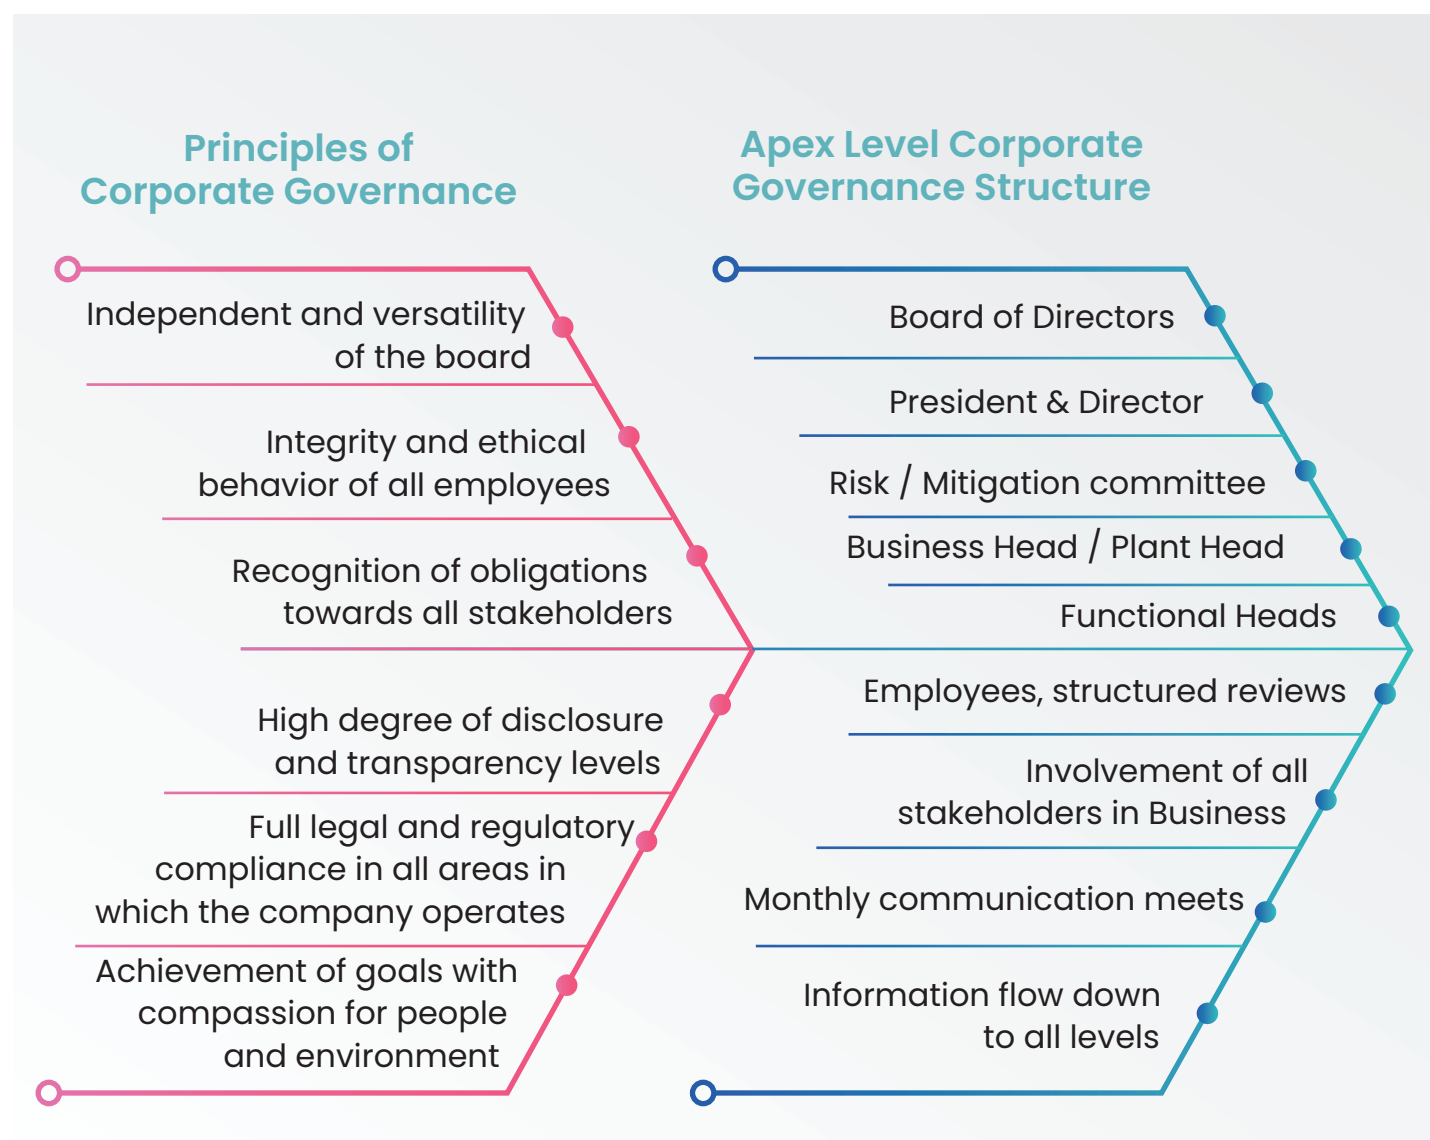 Principles of
Corporate Governance
Independent and versatility
of the board
Integrity and ethical
behavior of all employees
Recognition of obligations
towards all stakeholders
High degree of disclosure
and transparency levels
Full legal and regulatory
compliance in all areas in
which the company operates
Achievement of goals with
compassion for people
and environment
Apex Level Corporate
Governance Structure
Board of Directors
President & Director
Risk / Mitigation committee
Business Head / Plant Head
Functional Heads
Employees, structured reviews
Involvement of all
stakeholders in Business
Monthly communication meets
Information flow down
to all levels